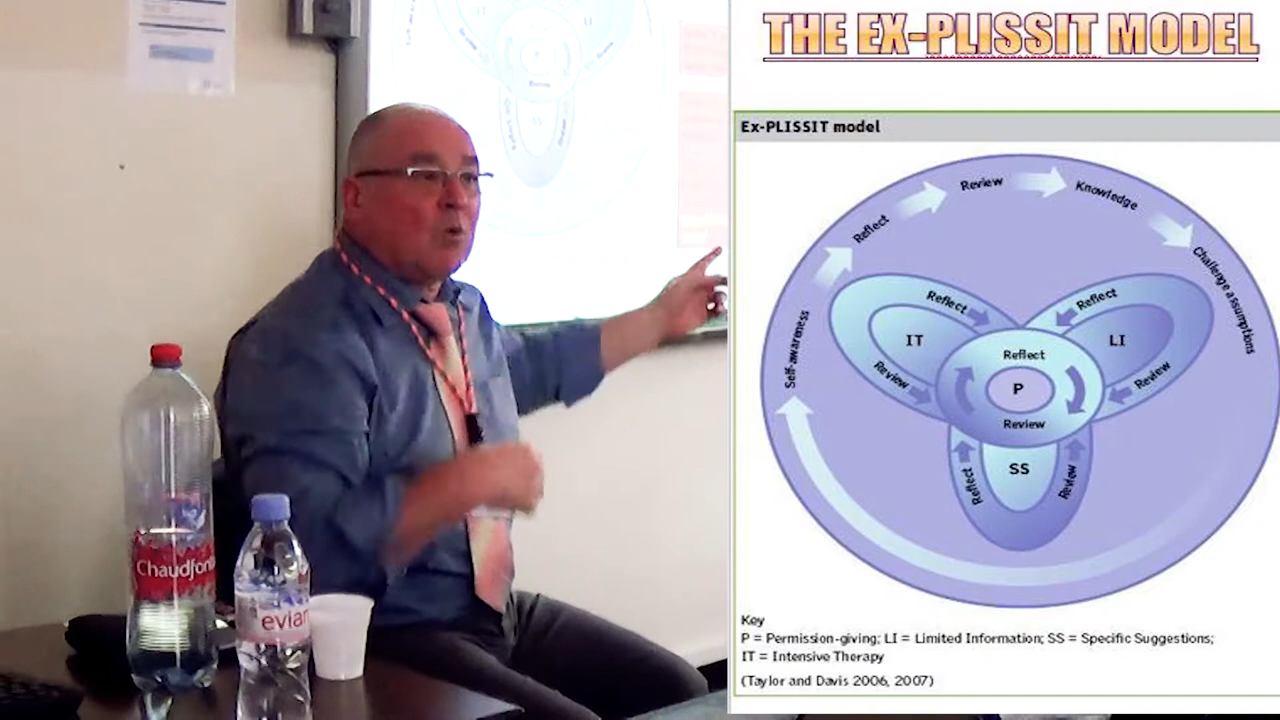 THE EX-PLISSIT MODEL
Ex-PLISSIT model
Self-awareness
Reflect
Review
Knowledge
Challenge assumptions
Reflect
IT
Review
Reflect
LI
Review
Reflect
P
Review
SS
Reflect
Review
Key
P = Permission-giving; LI = Limited Information; SS = Specific Suggestions;
IT = Intensive Therapy
(Taylor and Davis 2006, 2007)
evian